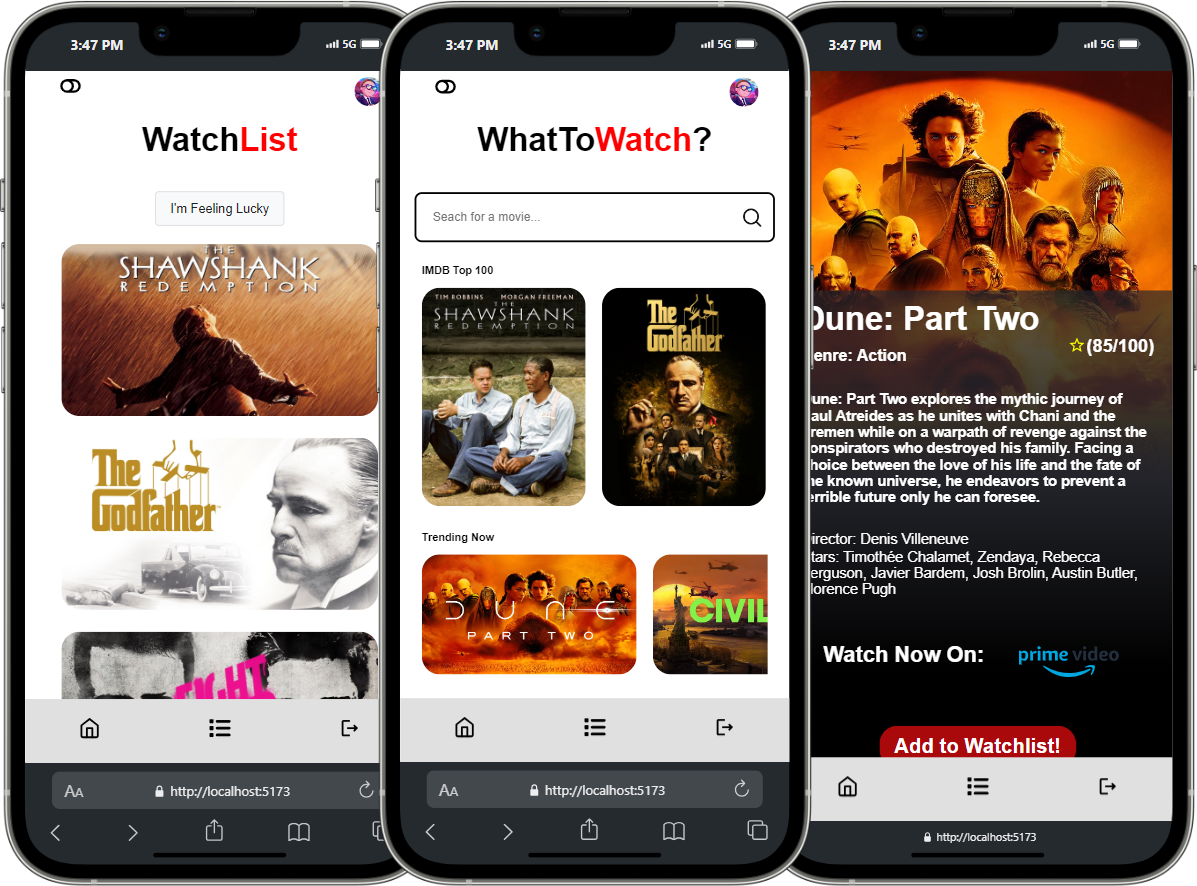 3:47 PM
5G
WatchList
I'm Feeling Lucky
THE
SHAWSHANK
REDEMPTION
The
Godfather
FIGHT
AA
http://localhost:5173
3:47 PM
5G
WhatToWatch?
Seach for a movie...
IMDB Top 100
TIM ROBBINS MORGAN FREEMAN
THE
SHAWSHANK
REDEMPTION
The
Godfather
Trending Now
DUNE
PART TWO
CIVIL
AA
http://localhost:5173
3:47 PM
5G
Dune: Part Two
(85/100)
enre: Action
une: Part Two explores the mythic journey of
aul Atreides as he unites with Chani and the
remen while on a warpath of revenge against the
onspirators who destroyed his family. Facing a
hoice between the love of his life and the fate of
he known universe, he endeavors to prevent a
errible future only he can foresee.
irector: Denis Villeneuve
tars: Timothée Chalamet, Zendaya, Rebecca
erguson, Javier Bardem, Josh Brolin, Austin Butler,
lorence Pugh
Watch Now On:
prime video
Add to Watchlist!
http://localhost:5173